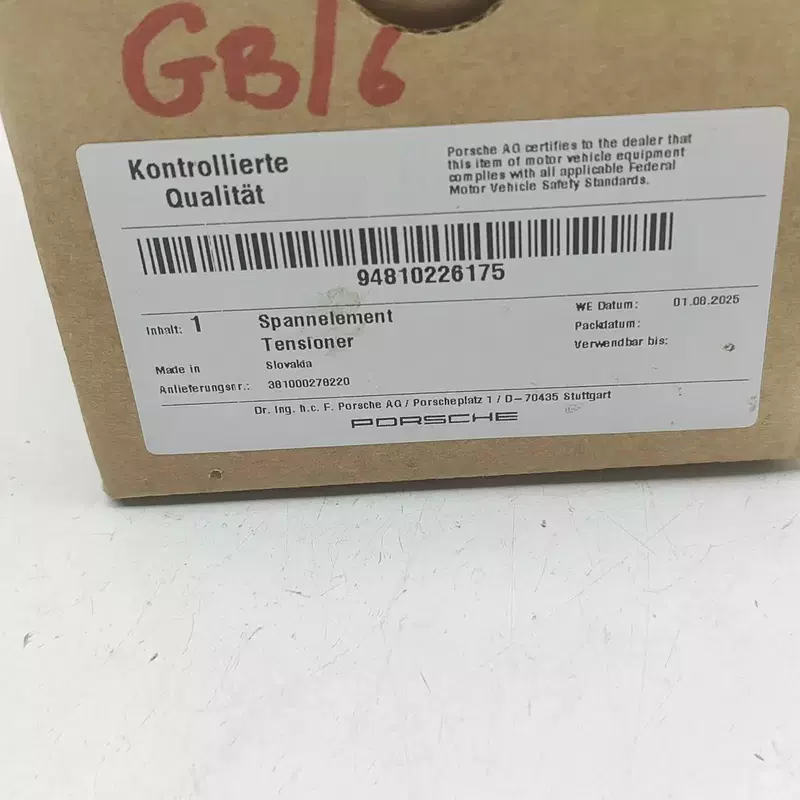 GB/6
Kontrollierte
Qualität
Porsche AG certifies to the dealer that
this item of motor vehicle equipment
complies with all applicable Federal
Motor Vehicle Safety Standards.
94810226175
Inhalt: 1
Spannelement
Tensioner
WE Datum: 01.08.2025
Packdatum:
Verwendbar bis:
Made in Slovakia
Anlieferungsnr.: 381000278220
Dr. Ing. h.c. F. Porsche AG / Porscheplatz 1 / D-70435 Stuttgart
PORSCHE